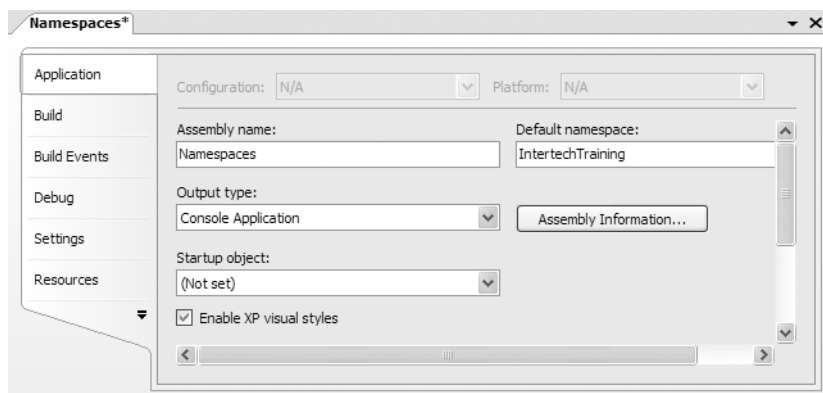 Namespaces*
Application
Build
Build Events
Debug
Settings
Resources
Configuration: N/A Platform: N/A
Assembly name: Default namespace:
Namespaces IntertechTraining
Output type:
Console Application Assembly Information...
Startup object:
(Not set)
Enable XP visual styles